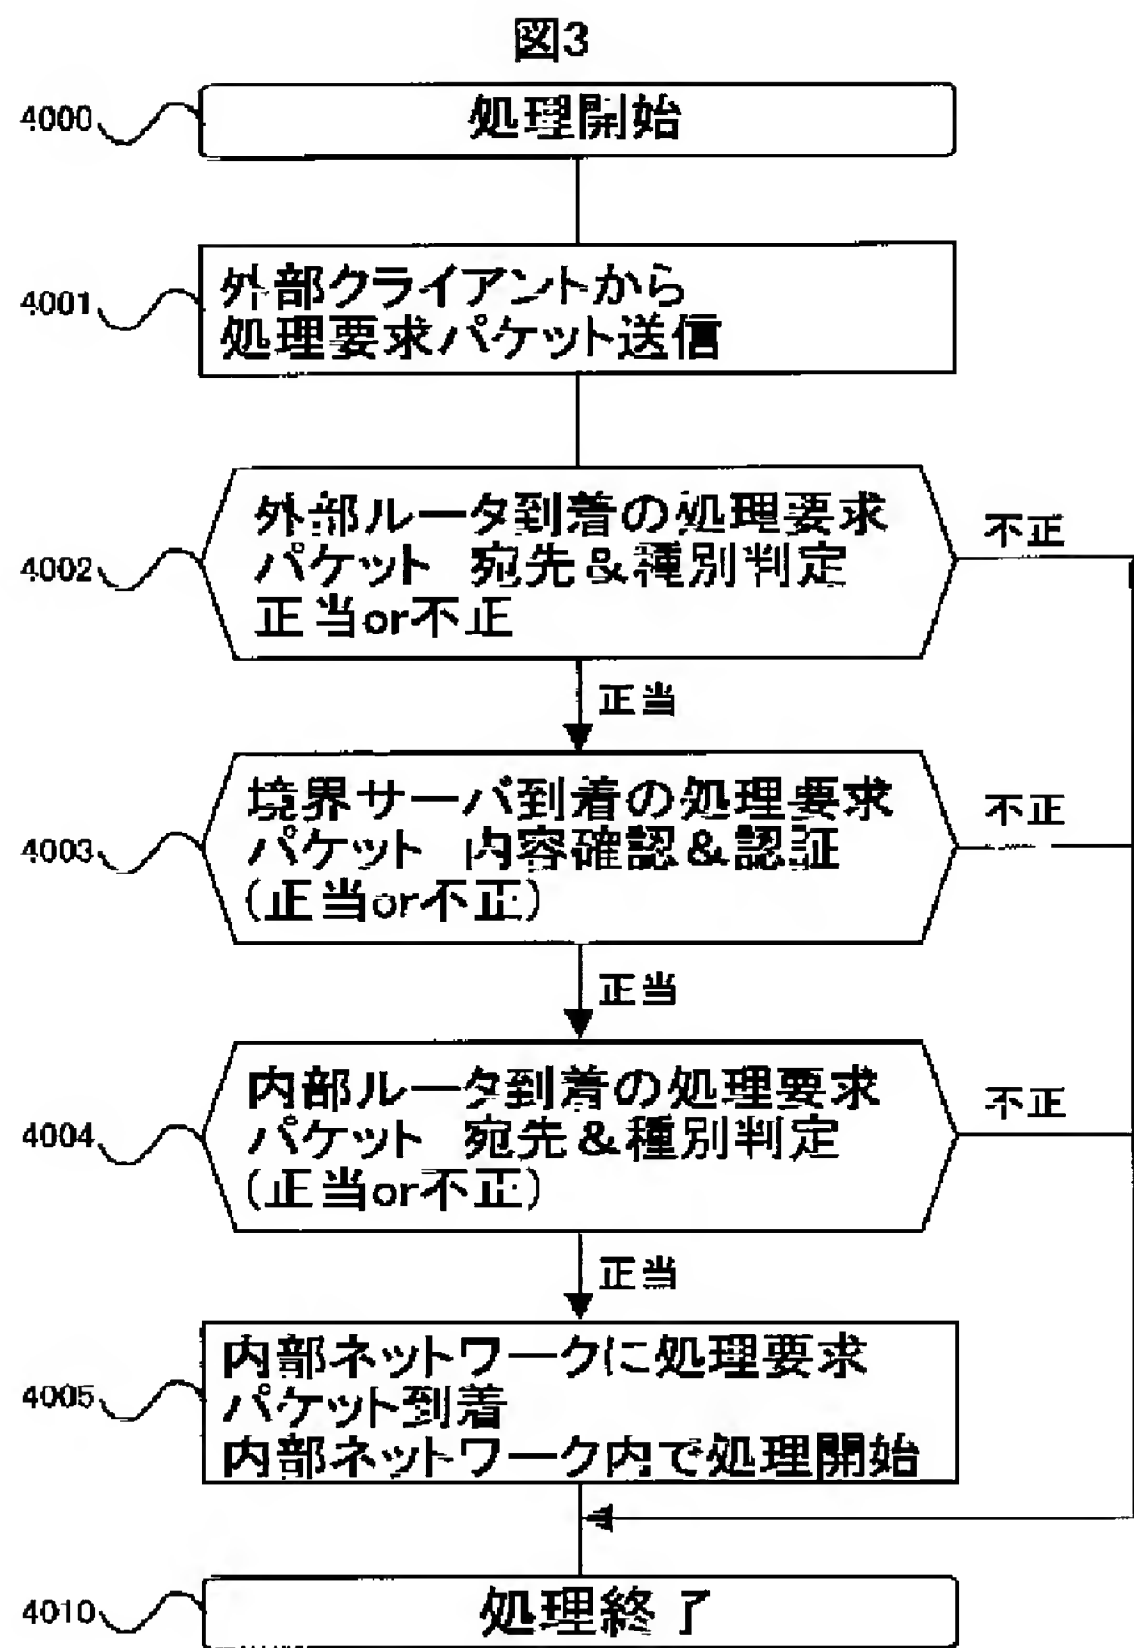 図3
4000
処理開始
4001
外部クライアントから
処理要求パケット送信
4002
外部ルータ到着の処理要求
パケット 宛先&種別判定
正当or不正
不正
正当
4003
境界サーバ到着の処理要求
パケット 内容確認&認証
(正当or不正)
不正
正当
4004
内部ルータ到着の処理要求
パケット 宛先&種別判定
(正当or不正)
不正
正当
4005
内部ネットワークに処理要求
パケット到着
内部ネットワーク内で処理開始
4010
処理終了